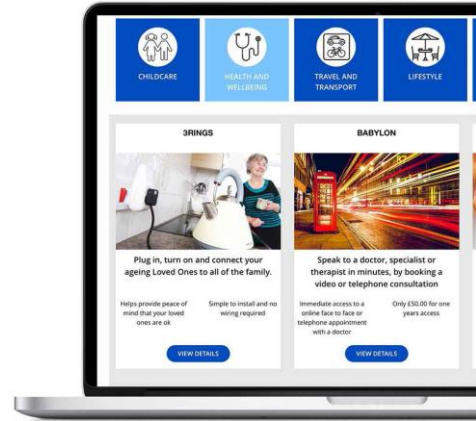 CHILDCARE
HEALTH AND
WELLBEING
TRAVEL AND
TRANSPORT
LIFESTYLE
3RINGS
Plug in, turn on and connect your
ageing Loved Ones to all of the family.
Helps provide peace of
mind that your loved
ones are ok
Simple to install and no
wiring required
VIEW DETAILS
BABYLON
Speak to a doctor, specialist or
therapist in minutes, by booking a
video or telephone consultation
Immediate access to a
online face to face or
telephone appointment
with a doctor
Only £50.00 for one
years access
VIEW DETAILS